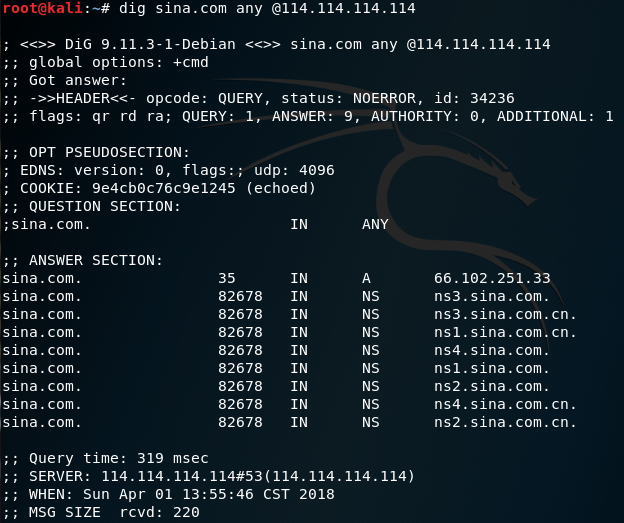 root@kali:~# dig sina.com any @114.114.114.114
; <<>> DiG 9.11.3-1-Debian <<>> sina.com any @114.114.114.114
;; global options: +cmd
;; Got answer:
;; ->>HEADER<<- opcode: QUERY, status: NOERROR, id: 34236
;; flags: qr rd ra; QUERY: 1, ANSWER: 9, AUTHORITY: 0, ADDITIONAL: 1
;; OPT PSEUDOSECTION:
; EDNS: version: 0, flags:; udp: 4096
; COOKIE: 9e4cb0c76c9e1245 (echoed)
;; QUESTION SECTION:
;sina.com. IN ANY
;; ANSWER SECTION:
sina.com. 35 IN A 66.102.251.33
sina.com. 82678 IN NS ns3.sina.com.
sina.com. 82678 IN NS ns3.sina.com.cn.
sina.com. 82678 IN NS ns1.sina.com.cn.
sina.com. 82678 IN NS ns4.sina.com.
sina.com. 82678 IN NS ns1.sina.com.
sina.com. 82678 IN NS ns2.sina.com.
sina.com. 82678 IN NS ns4.sina.com.cn.
sina.com. 82678 IN NS ns2.sina.com.cn.
;; Query time: 319 msec
;; SERVER: 114.114.114.114#53(114.114.114.114)
;; WHEN: Sun Apr 01 13:55:46 CST 2018
;; MSG SIZE rcvd: 220